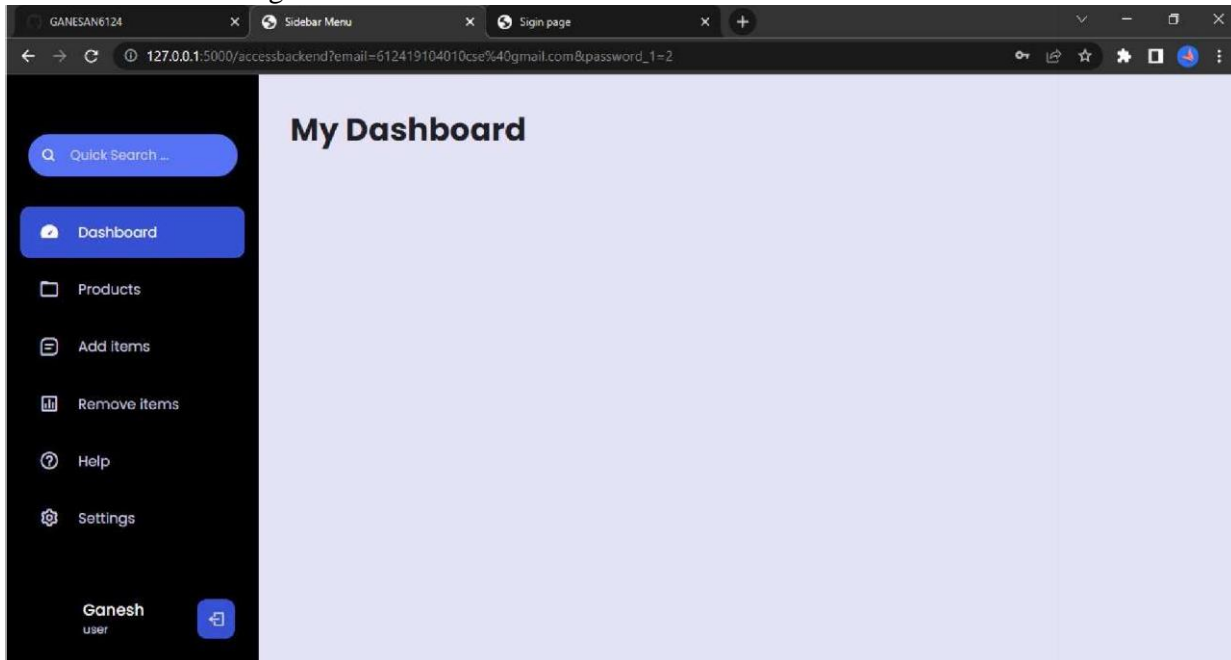 GANESAN6124 Sidebar Menu Sigin page
127.0.0.1:5000/accessbackend?email=612419104010cse%40gmail.com&password_1=2
My Dashboard
Quick Search ...
Dashboard
Products
Add items
Remove items
Help
Settings
Ganesh
user